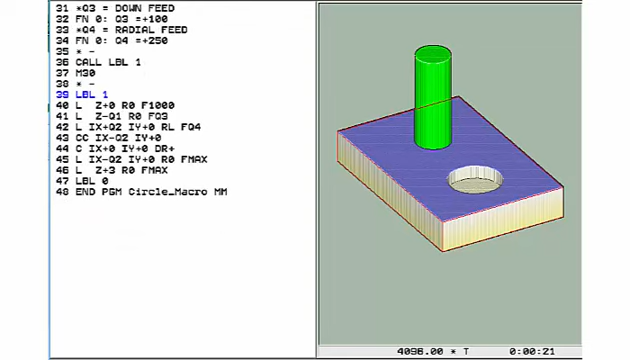 31 *Q3 = DOWN FEED
32 FN 0: Q3 =+100
33 *Q4 = RADIAL FEED
34 FN 0: Q4 =+250
35 * -
36 CALL LBL 1
37 M30
38 * -
39 LBL 1
40 L Z+0 R0 F1000
41 L Z-Q1 R0 FQ3
42 L IX+Q2 IY+0 RL FQ4
43 CC IX-Q2 IY+0
44 C IX+0 IY+0 DR+
45 L IX-Q2 IY+0 R0 FMAX
46 L Z+3 R0 FMAX
47 LBL 0
48 END PGM Circle_Macro MM
4096.00 * T 0:00:21